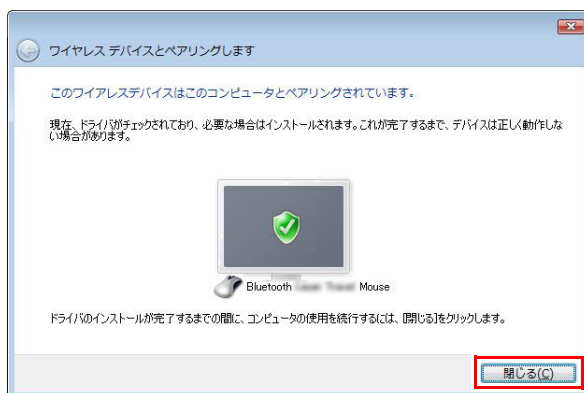 ワイヤレス デバイスとペアリングします
このワイアレスデバイスはこのコンピュータとペアリングされています。
現在、ドライバがチェックされており、必要な場合はインストールされます。これが完了するまで、デバイスは正しく動作しな
い場合があります。
Bluetooth Mouse
ドライバのインストールが完了するまでの間に、コンピュータの使用を続行するには、[閉じる]をクリックします。
閉じる(C)